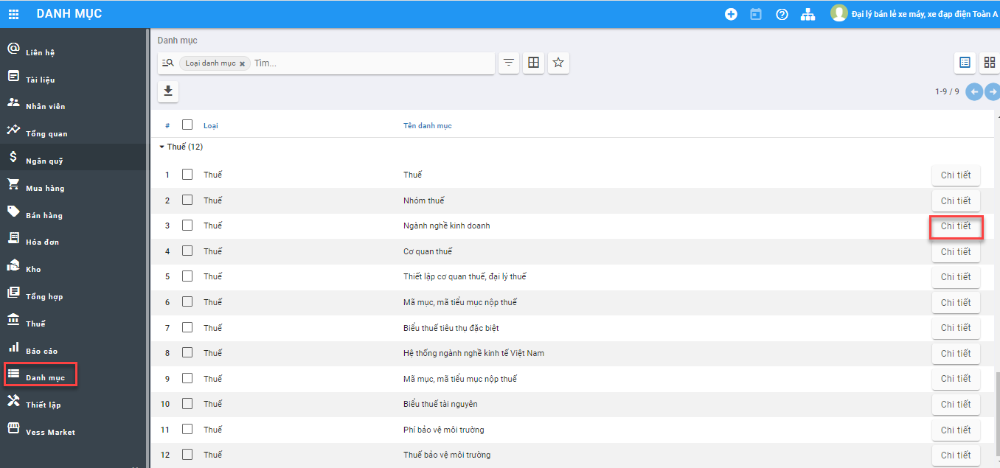 DANH MỤC
Đại lý bán lẻ xe máy, xe đạp điện Toàn A
Liên hệ
Tài liệu
Nhân viên
Tổng quan
Ngân quỹ
Mua hàng
Bán hàng
Hóa đơn
Kho
Tổng hợp
Thuế
Báo cáo
Danh mục
Thiết lập
Vess Market
Danh mục
Loại danh mục × Tìm...
1-9 / 9
# Loại Tên danh mục
Thuế (12)
1 Thuế Thuế Chi tiết
2 Thuế Nhóm thuế Chi tiết
3 Thuế Ngành nghề kinh doanh Chi tiết
4 Thuế Cơ quan thuế Chi tiết
5 Thuế Thiết lập cơ quan thuế, đại lý thuế Chi tiết
6 Thuế Mã mục, mã tiểu mục nộp thuế Chi tiết
7 Thuế Biểu thuế tiêu thụ đặc biệt Chi tiết
8 Thuế Hệ thống ngành nghề kinh tế Việt Nam Chi tiết
9 Thuế Mã mục, mã tiểu mục nộp thuế Chi tiết
10 Thuế Biểu thuế tài nguyên Chi tiết
11 Thuế Phí bảo vệ môi trường Chi tiết
12 Thuế Thuế bảo vệ môi trường Chi tiết